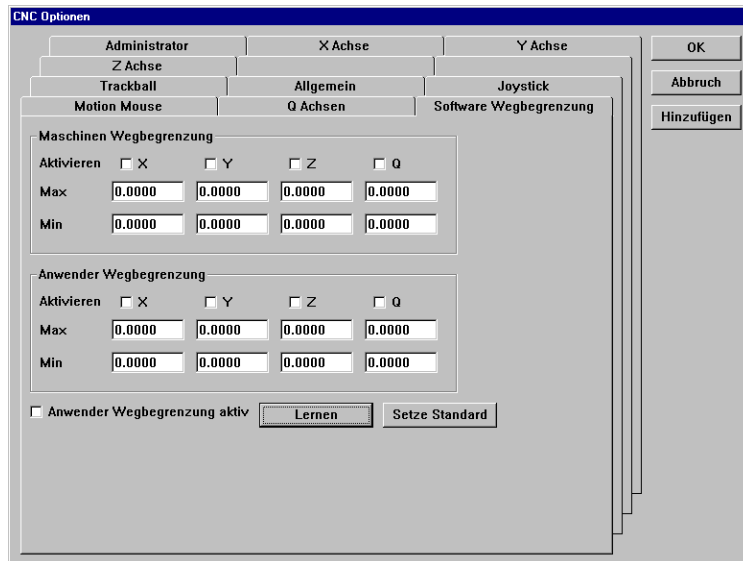 CNC Optionen
Administrator X Achse Y Achse OK
Z Achse
Trackball Allgemein Joystick Abbruch
Motion Mouse Q Achsen Software Wegbegrenzung
Hinzufügen
Maschinen Wegbegrenzung
Aktivieren X Y Z Q
Max 0.0000 0.0000 0.0000 0.0000
Min 0.0000 0.0000 0.0000 0.0000
Anwender Wegbegrenzung
Aktivieren X Y Z Q
Max 0.0000 0.0000 0.0000 0.0000
Min 0.0000 0.0000 0.0000 0.0000
Anwender Wegbegrenzung aktiv Lernen Setze Standard